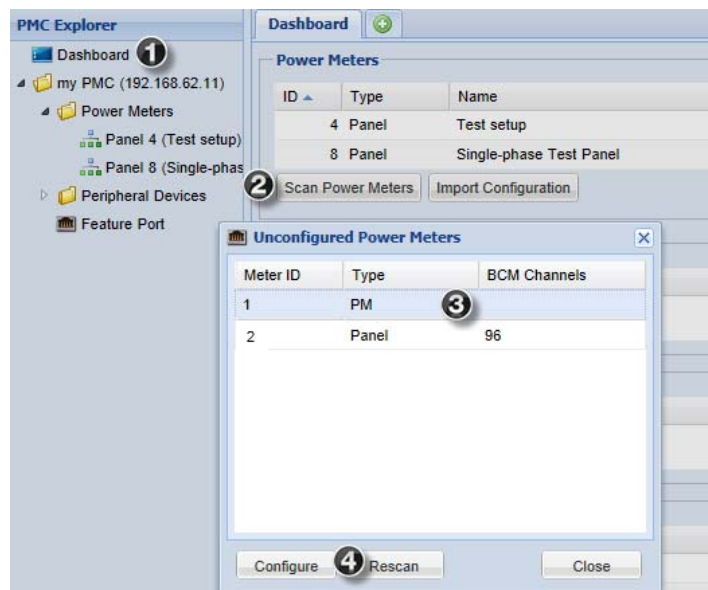 PMC Explorer
Dashboard 1
my PMC (192.168.62.11)
Power Meters
Panel 4 (Test setup)
Panel 8 (Single-phas
Peripheral Devices
Feature Port
Dashboard
Power Meters
ID Type Name
4 Panel Test setup
8 Panel Single-phase Test Panel
2 Scan Power Meters Import Configuration
Unconfigured Power Meters
Meter ID Type BCM Channels
1 PM 3
2 Panel 96
Configure 4 Rescan Close